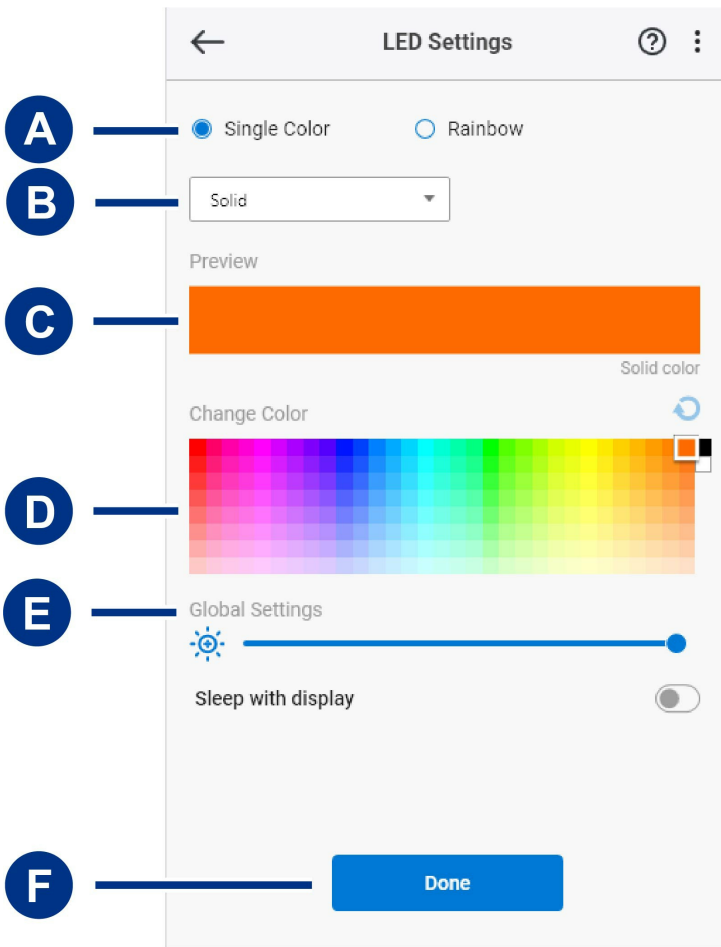 LED Settings
A
Single Color Rainbow
B
Solid
Preview
C
Solid color
Change Color
D
E
Global Settings
Sleep with display
F
Done